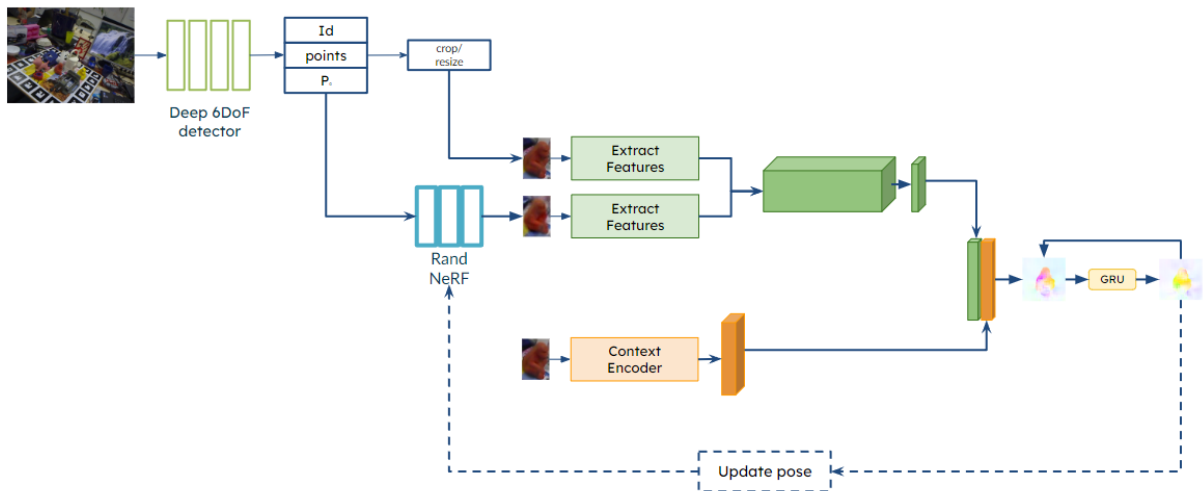 Id
points
P
crop/
resize
Deep 6DoF
detector
Extract
Features
Extract
Features
Rand
NeRF
GRU
Context
Encoder
Update pose